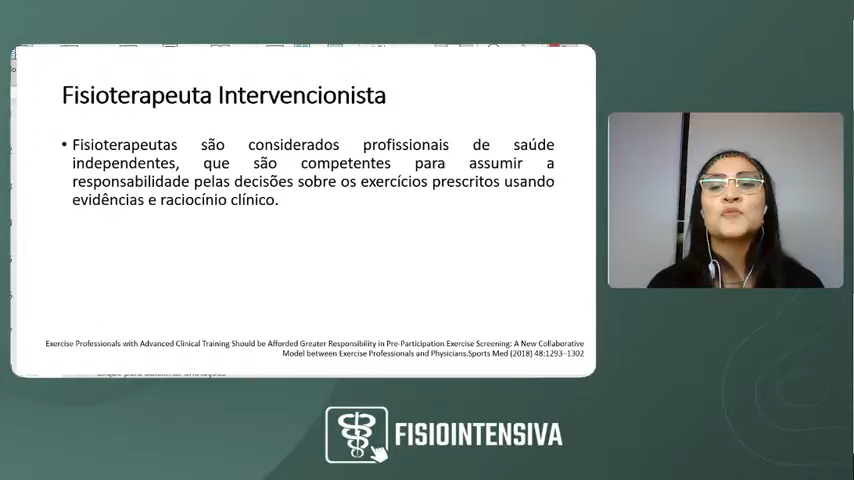 Fisioterapeuta Intervencionista
• Fisioterapeutas são considerados profissionais de saúde
independentes, que são competentes para assumir a
responsabilidade pelas decisões sobre os exercícios prescritos usando
evidências e raciocínio clínico.
Exercise Professionals with Advanced Clinical Training Should be Afforded Greater Responsibility in Pre-Participation Exercise Screening: A New Collaborative
Model between Exercise Professionals and Physicians.Sports Med (2018) 48:1293–1302
FISIOINTENSIVA